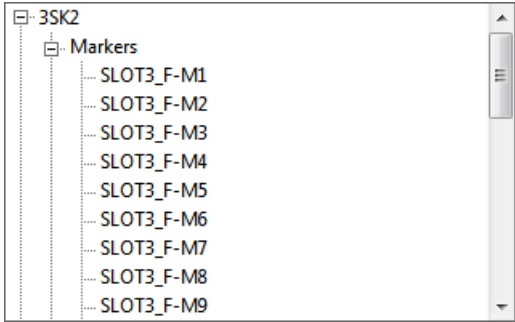 3SK2
Markers
SLOT3_F-M1
SLOT3_F-M2
SLOT3_F-M3
SLOT3_F-M4
SLOT3_F-M5
SLOT3_F-M6
SLOT3_F-M7
SLOT3_F-M8
SLOT3_F-M9